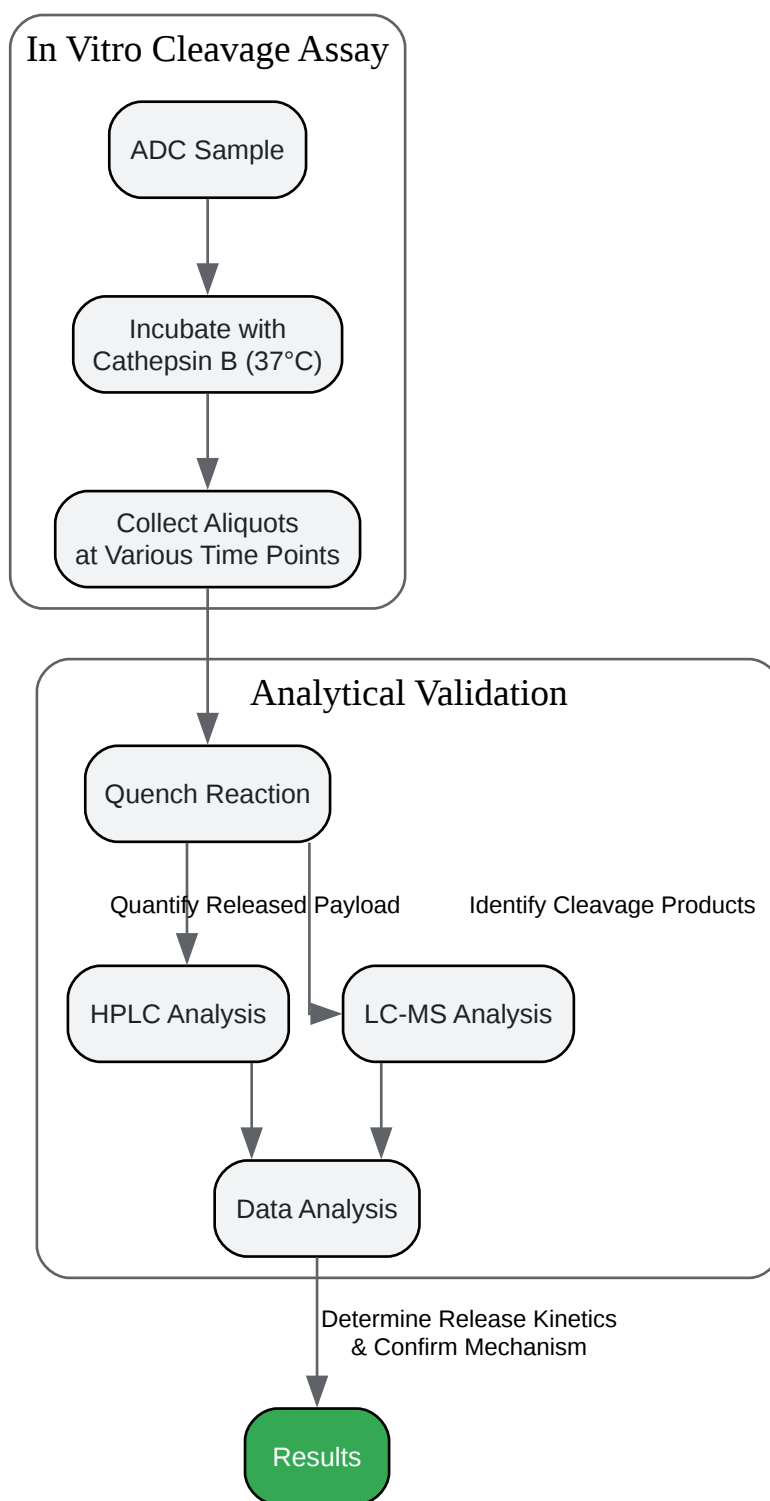 In Vitro Cleavage Assay
ADC Sample
Incubate with
Cathepsin B (37°C)
Collect Aliquots
at Various Time Points
Analytical Validation
Quench Reaction
Quantify Released Payload
Identify Cleavage Products
HPLC Analysis
LC-MS Analysis
Data Analysis
Determine Release Kinetics
& Confirm Mechanism
Results